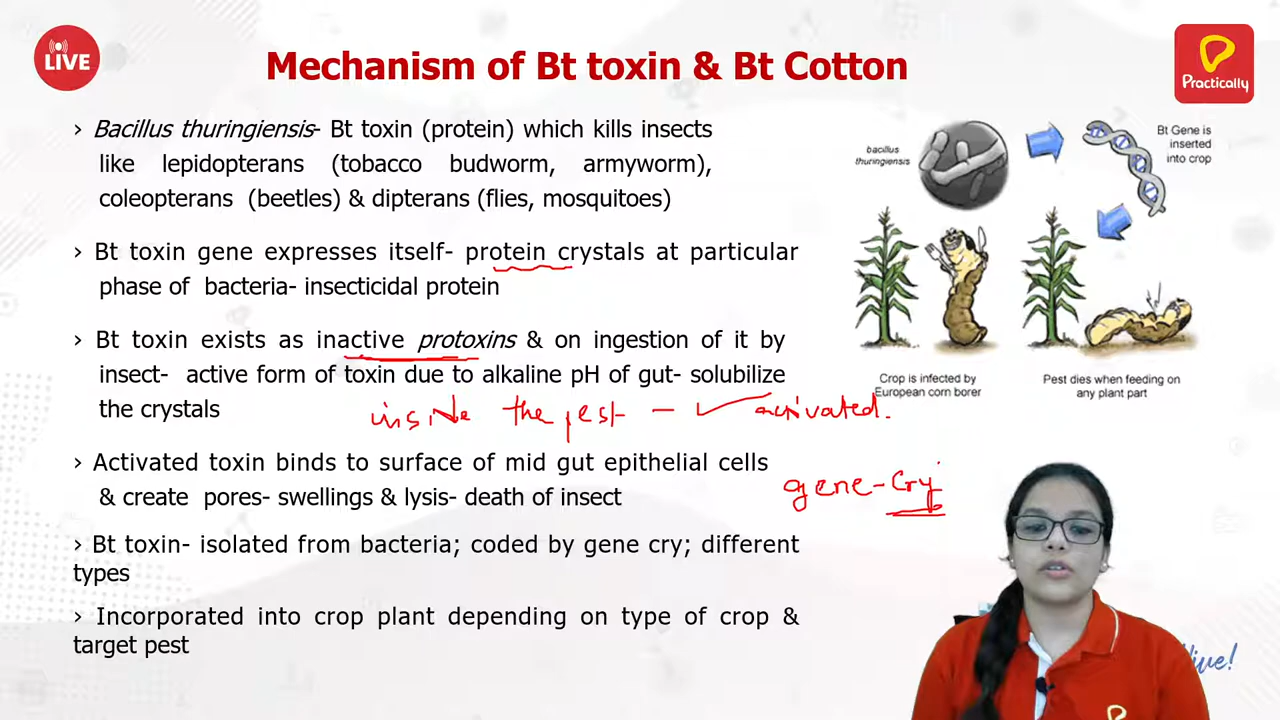 LIVE
Mechanism of Bt toxin & Bt Cotton
Practically
› Bacillus thuringiensis- Bt toxin (protein) which kills insects
like lepidopterans (tobacco budworm, armyworm),
coleopterans (beetles) & dipterans (flies, mosquitoes)
› Bt toxin gene expresses itself- protein crystals at particular
phase of bacteria- insecticidal protein
› Bt toxin exists as inactive protoxins & on ingestion of it by
insect- active form of toxin due to alkaline pH of gut- solubilize
the crystals
inside the pest - activated.
› Activated toxin binds to surface of mid gut epithelial cells
& create pores- swellings & lysis- death of insect
gene-Cry
› Bt toxin- isolated from bacteria; coded by gene cry; different
types
› Incorporated into crop plant depending on type of crop &
target pest
bacillus
thuringiensis
Bt Gene is
inserted
into crop
Crop is infected by
European corn borer
Pest dies when feeding on
any plant part